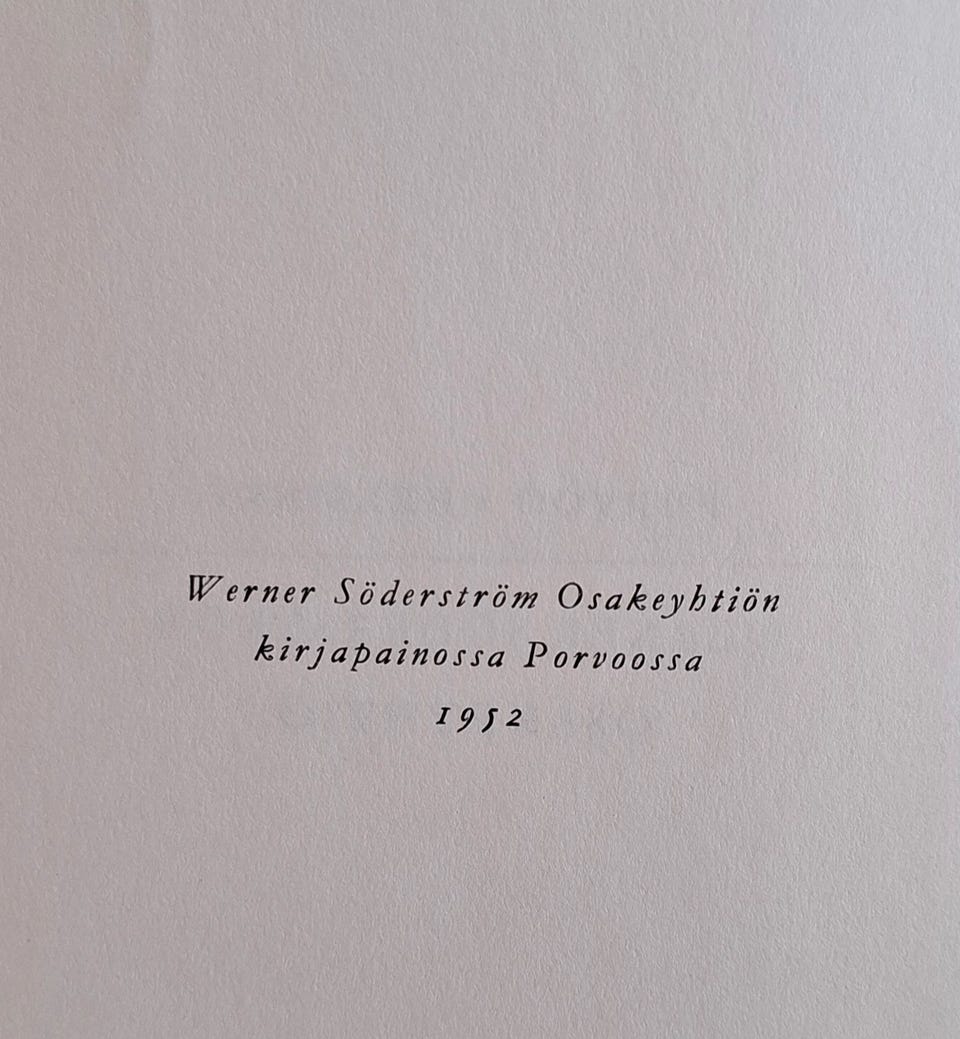 Werner Söderström Osakeyhtiön
kirjapainossa Porvoossa
1952